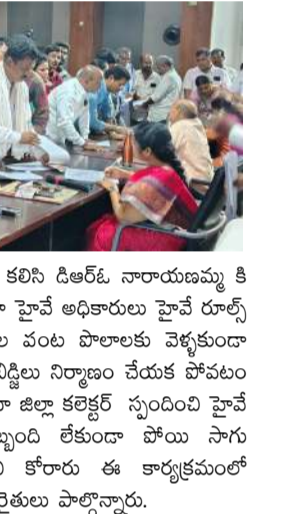 కలిసి డిఆర్ఓ నారాయణమ్మ కి
హైవే అధికారులు హైవే రూల్స్
వంట పొలాలకు వెళ్ళకుండా
నిర్మాణం చేయక పోవటం
జిల్లా కలెక్టర్ స్పందించి హైవే
లేకుండా పోయి సాగు
కోరారు ఈ కార్యక్రమంలో
రైతులు పాల్గొన్నారు.